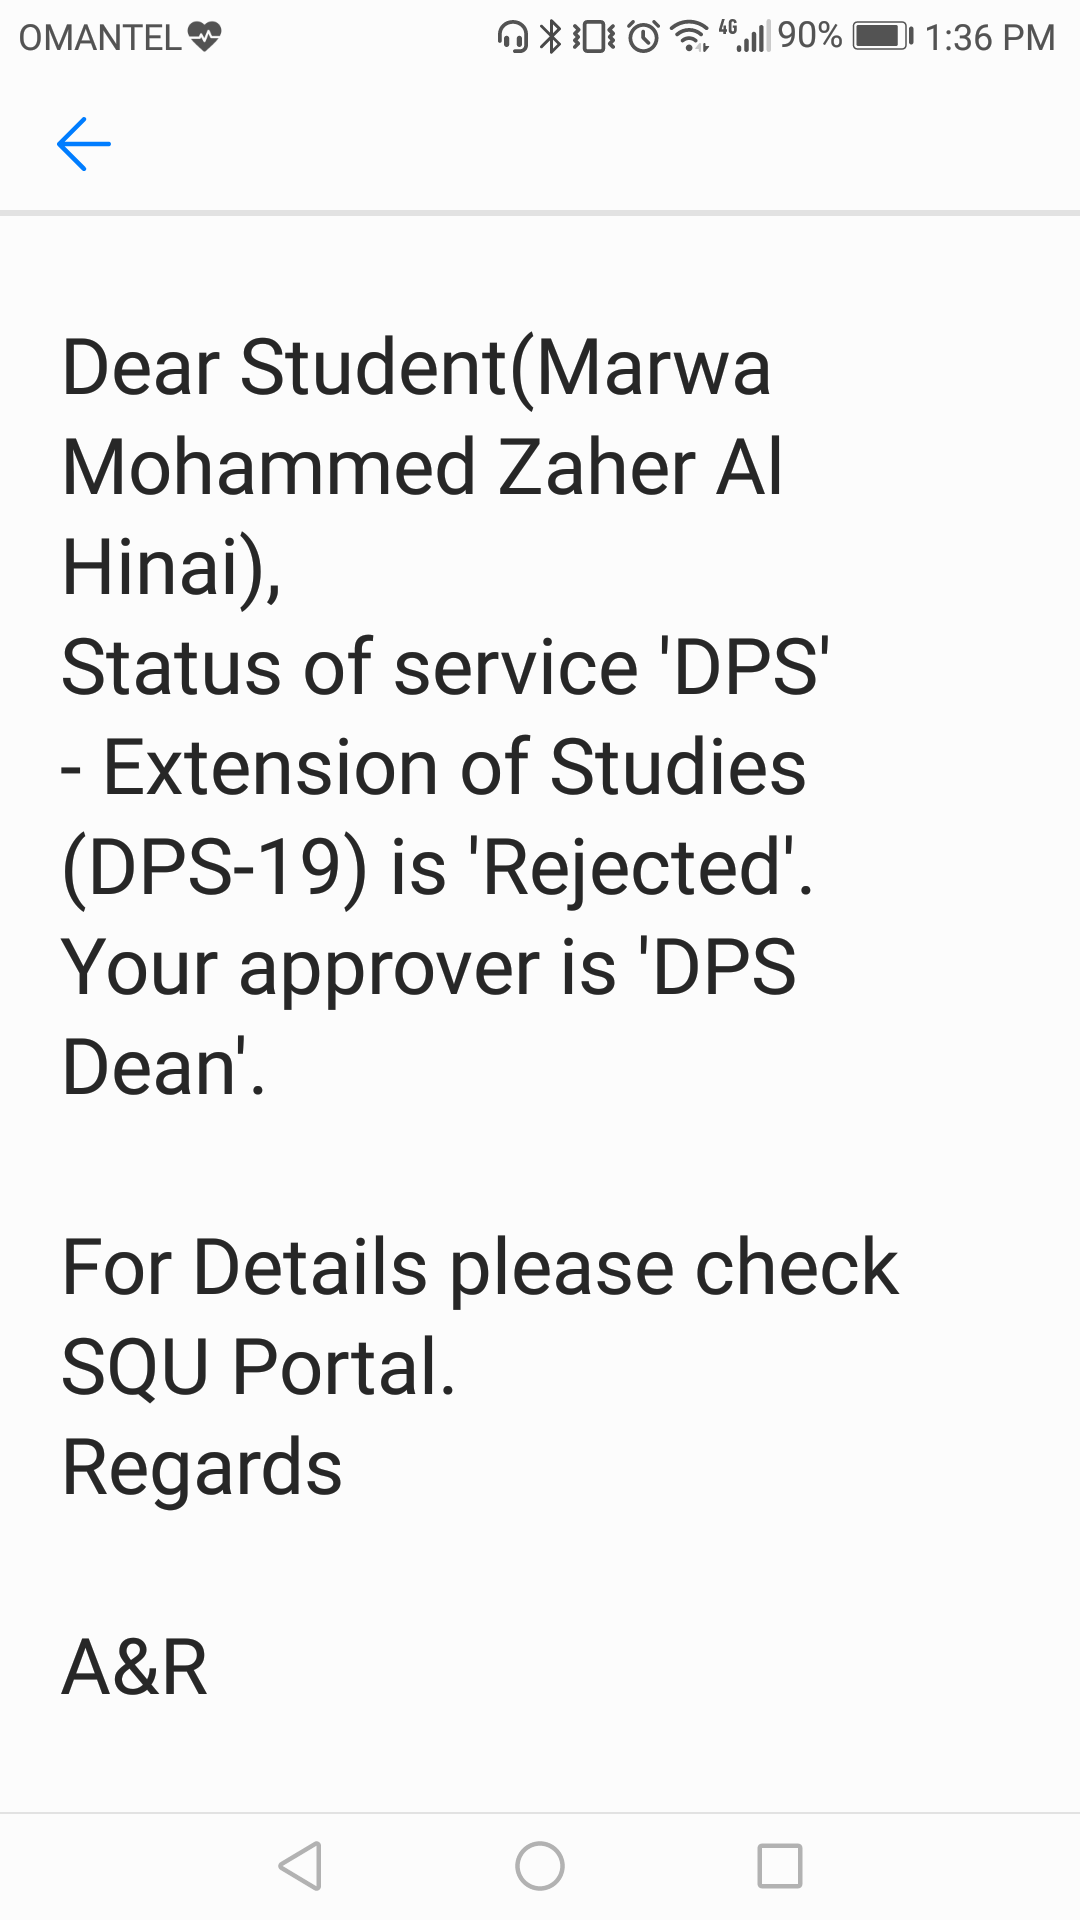 OMANTEL 4G 90% 1:36 PM
Dear Student(Marwa
Mohammed Zaher Al
Hinai),
Status of service 'DPS'
- Extension of Studies
(DPS-19) is 'Rejected'.
Your approver is 'DPS
Dean'.
For Details please check
SQU Portal.
Regards
A&R